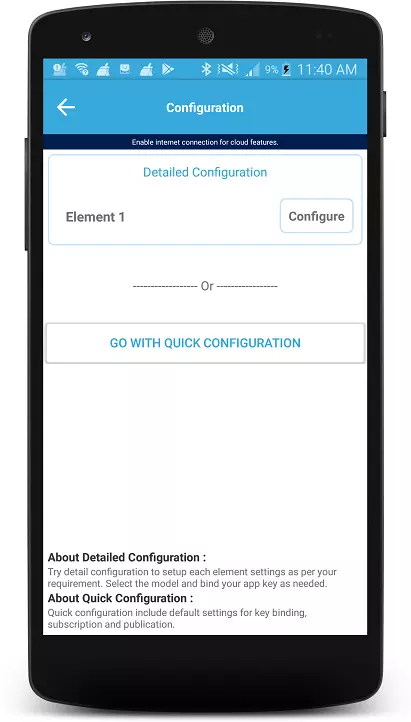 9% 11:40 AM
Configuration
Enable internet connection for cloud features.
Detailed Configuration
Element 1 Configure
------------------ Or -----------------
GO WITH QUICK CONFIGURATION
About Detailed Configuration :
Try detail configuration to setup each element settings as per your
requirement. Select the model and bind your app key as needed.
About Quick Configuration :
Quick configuration include default settings for key binding,
subscription and publication.